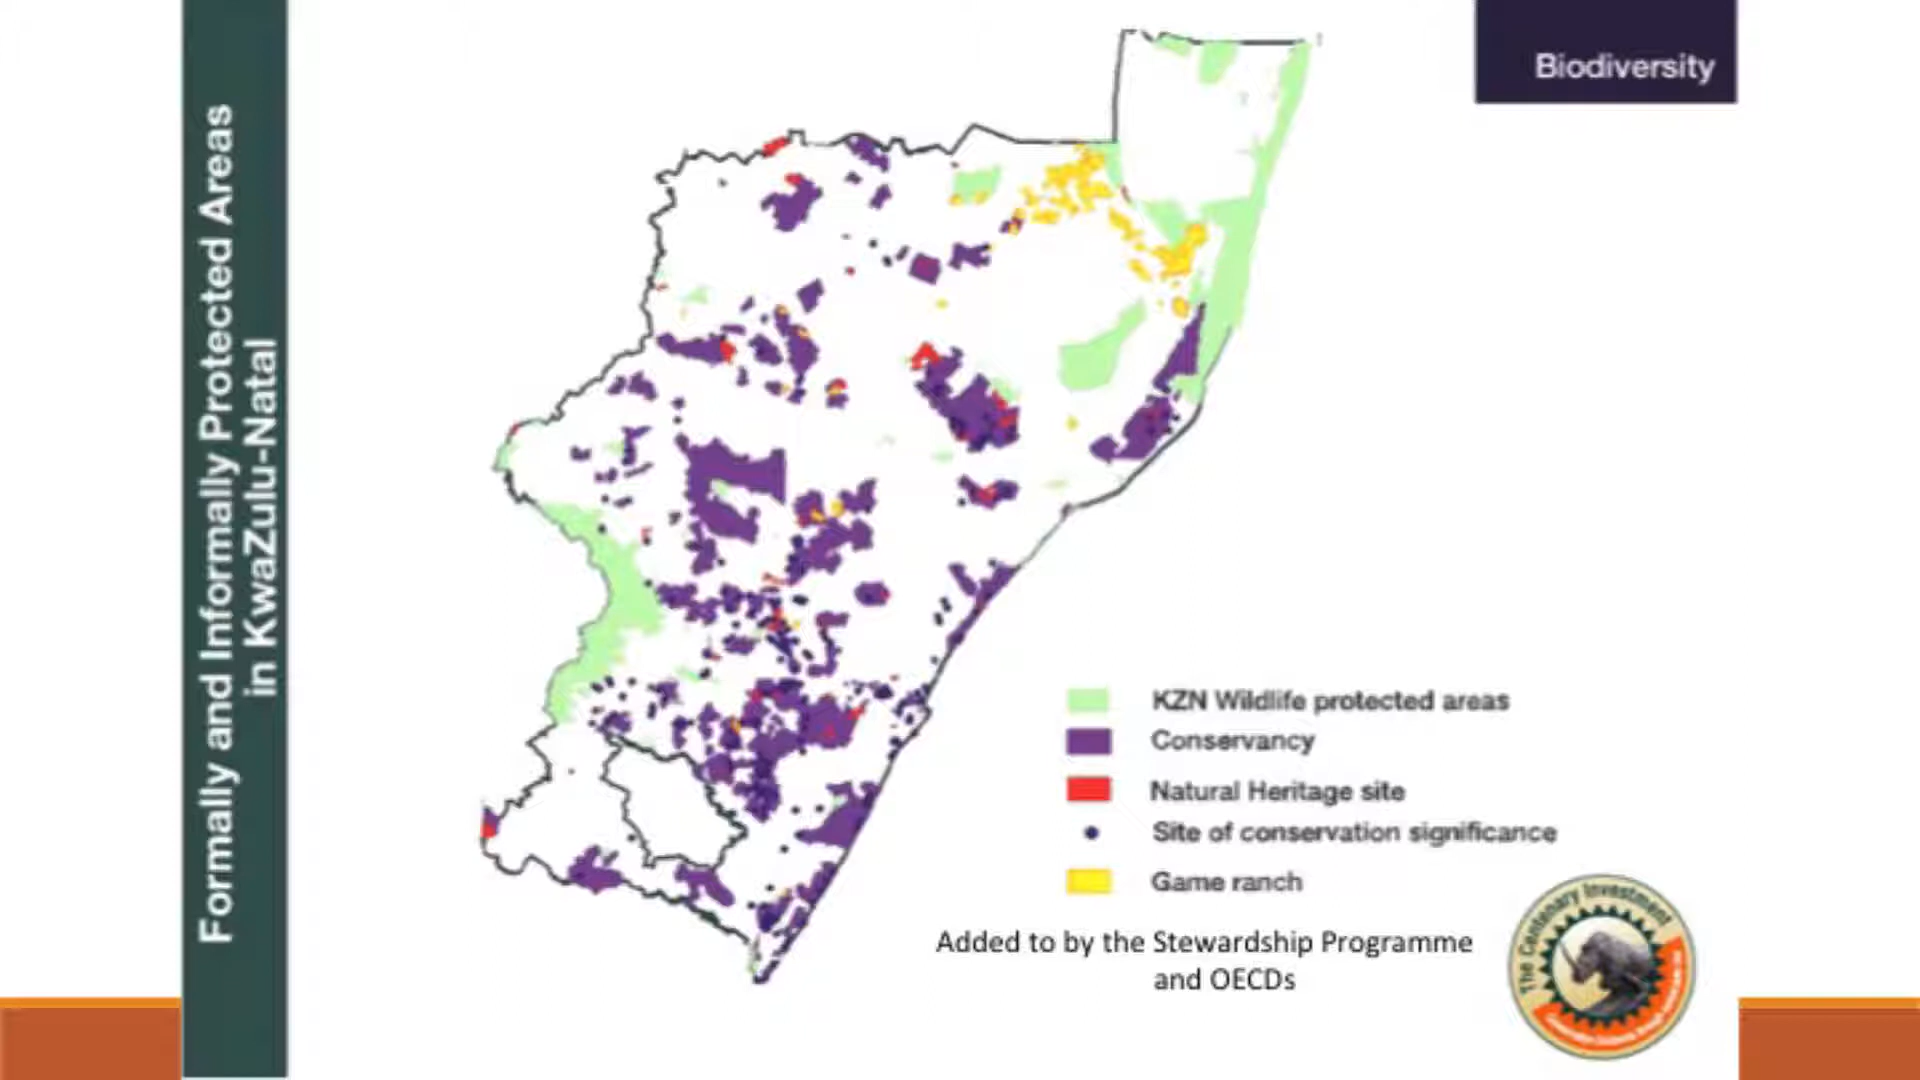 Formally and Informally Protected Areas
in KwaZulu-Natal
Biodiversity
KZN Wildlife protected areas
Conservancy
Natural Heritage site
Site of conservation significance
Game ranch
Added to by the Stewardship Programme
and OECDs
The Centenary Investment